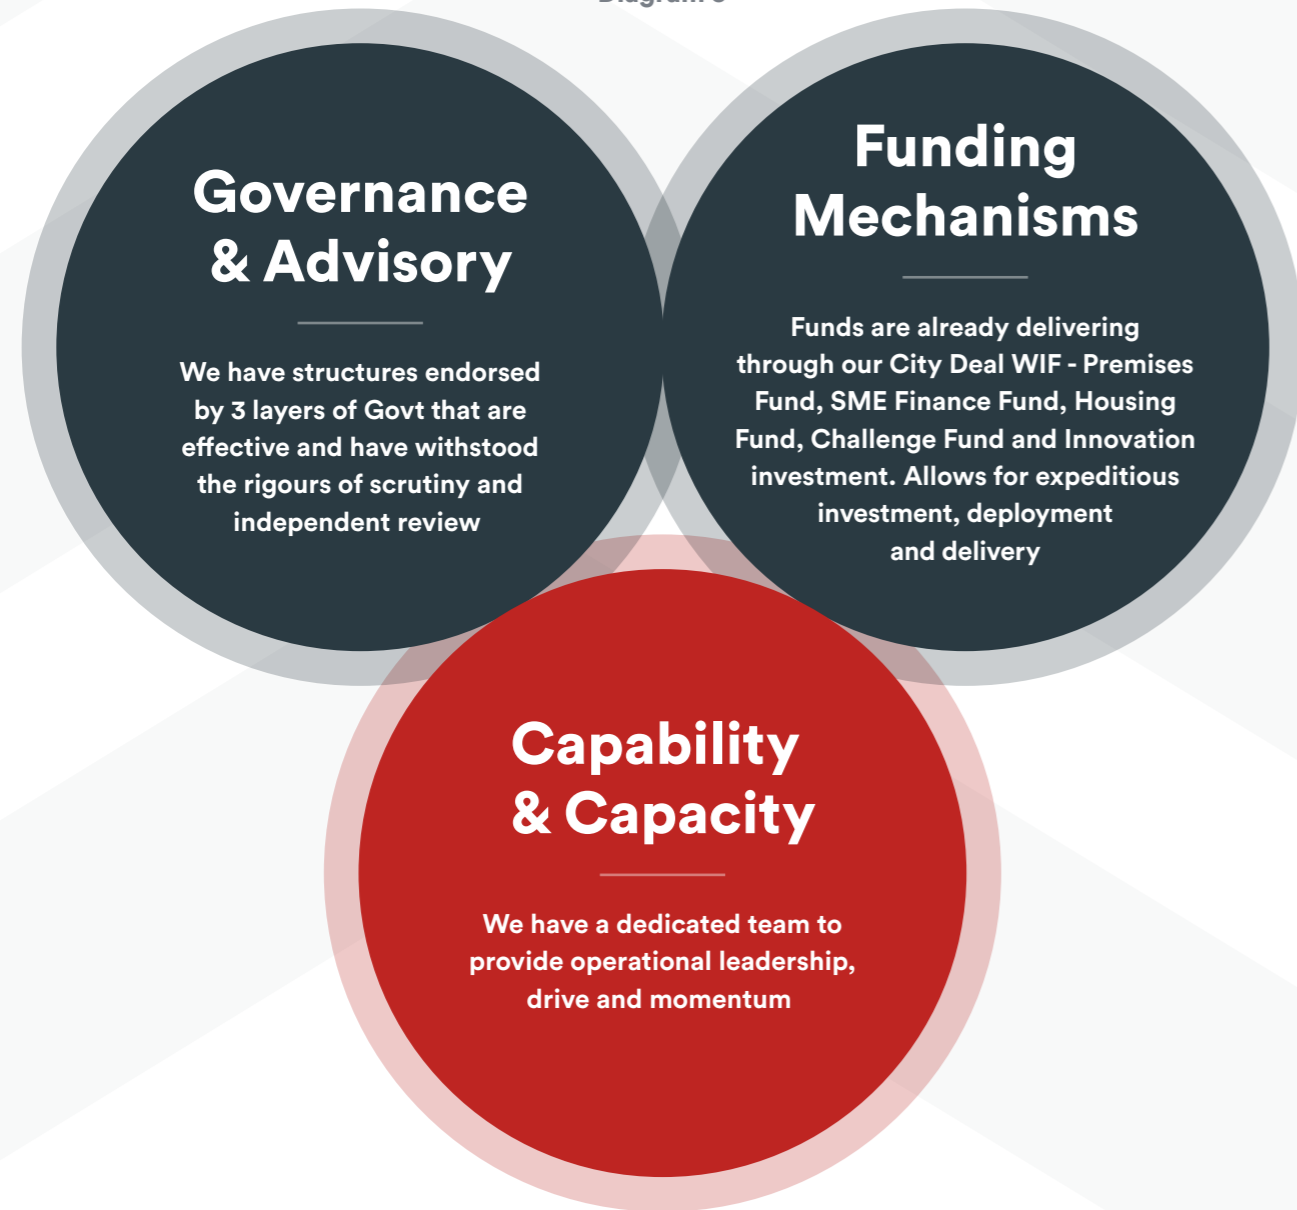 Governance
& Advisory
We have structures endorsed
by 3 layers of Govt that are
effective and have withstood
the rigours of scrutiny and
independent review
Funding
Mechanisms
Funds are already delivering
through our City Deal WIF - Premises
Fund, SME Finance Fund, Housing
Fund, Challenge Fund and Innovation
investment. Allows for expeditious
investment, deployment
and delivery
Capability
& Capacity
We have a dedicated team to
provide operational leadership,
drive and momentum